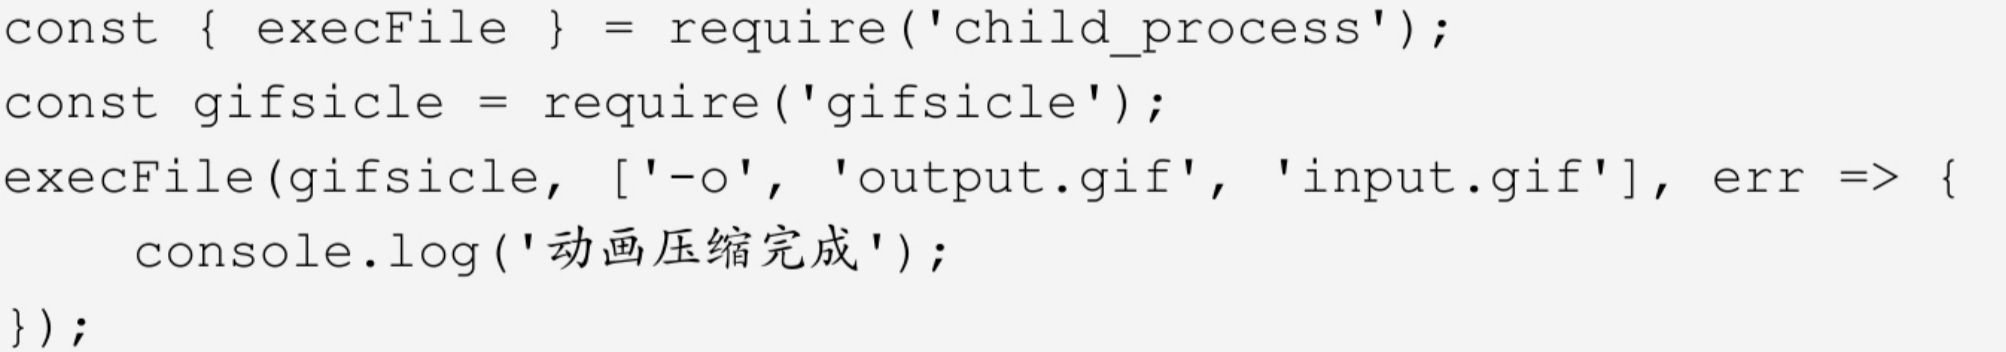 const { execFile } = require('child_process');
const gifsicle = require('gifsicle');
execFile(gifsicle, ['-o', 'output.gif', 'input.gif'], err => {
    console.log('动画压缩完成');
});